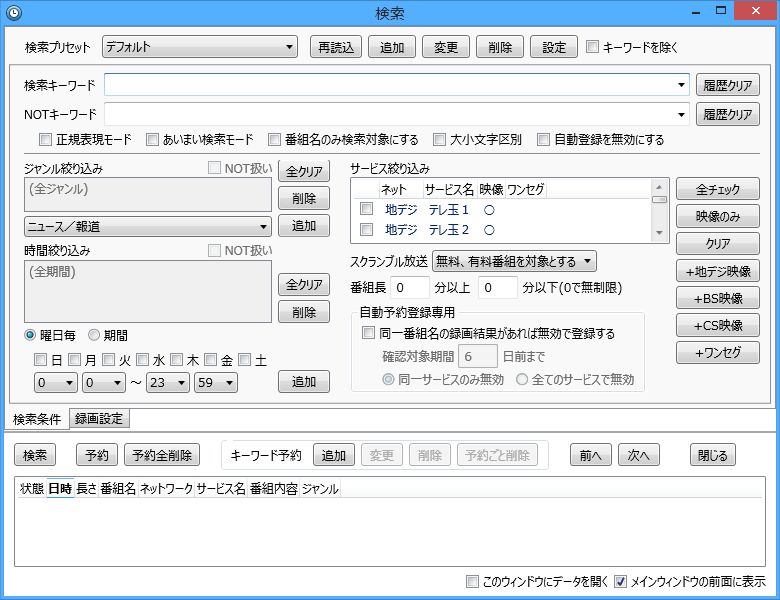 検索
検索プリセット デフォルト 再読込 追加 変更 削除 設定 キーワードを除く
検索キーワード 履歴クリア
NOTキーワード 履歴クリア
正規表現モード あいまい検索モード 番組名のみ検索対象にする 大小文字区別 自動登録を無効にする
ジャンル絞り込み NOT扱い 全クリア
(全ジャンル)
削除
ニュース／報道 追加
時間絞り込み NOT扱い
(全期間)
全クリア
削除
曜日毎 期間
日 月 火 水 木 金 土
0 0 ～ 23 59 追加
サービス絞り込み
ネット サービス名 映像 ワンセグ
地デジ テレ玉１ ○
地デジ テレ玉２ ○
全チェック
映像のみ
クリア
+地デジ映像
+BS映像
+CS映像
+ワンセグ
スクランブル放送 無料、有料番組を対象とする
番組長 0 分以上 0 分以下(0で無制限)
自動予約登録専用
同一番組名の録画結果があれば無効で登録する
確認対象期間 6 日前まで
同一サービスのみ無効 全てのサービスで無効
検索条件 録画設定
検索 予約 予約全削除 キーワード予約 追加 変更 削除 予約ごと削除 前へ 次へ 閉じる
状態 日時 長さ 番組名 ネットワーク サービス名 番組内容 ジャンル
このウィンドウにデータを開く メインウィンドウの前面に表示